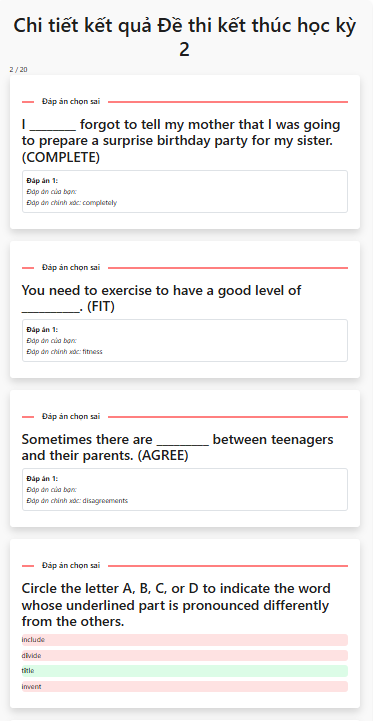 Chi tiết kết quả Đề thi kết thúc học kỳ
2
2 / 20
Đáp án chọn sai
I ________ forgot to tell my mother that I was going
to prepare a surprise birthday party for my sister.
(COMPLETE)
Đáp án 1:
Đáp án của bạn:
Đáp án chính xác: completely
Đáp án chọn sai
You need to exercise to have a good level of
__________. (FIT)
Đáp án 1:
Đáp án của bạn:
Đáp án chính xác: fitness
Đáp án chọn sai
Sometimes there are _________ between teenagers
and their parents. (AGREE)
Đáp án 1:
Đáp án của bạn:
Đáp án chính xác: disagreements
Đáp án chọn sai
Circle the letter A, B, C, or D to indicate the word
whose underlined part is pronounced differently
from the others.
include
divide
title
invent